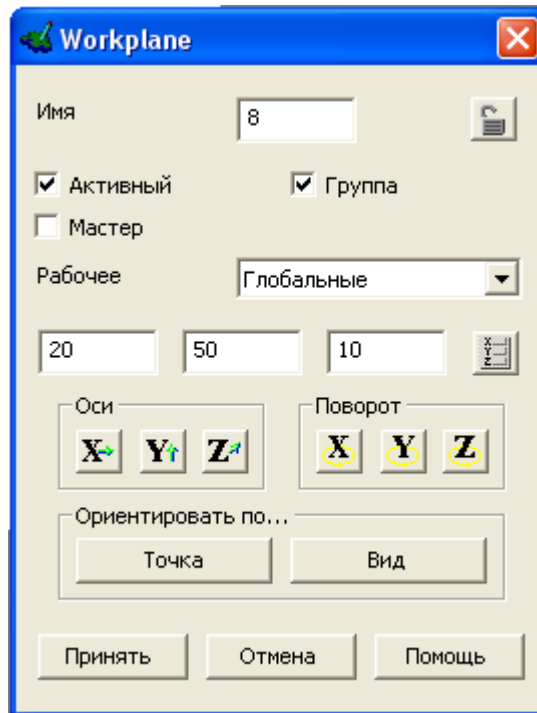 Workplane
Имя 8
Активный Группа
Мастер
Рабочее Глобальные
20 50 10 X Y Z
Оси Поворот
X Y Z X Y Z
Ориентировать по...
Точка Вид
Принять Отмена Помощь